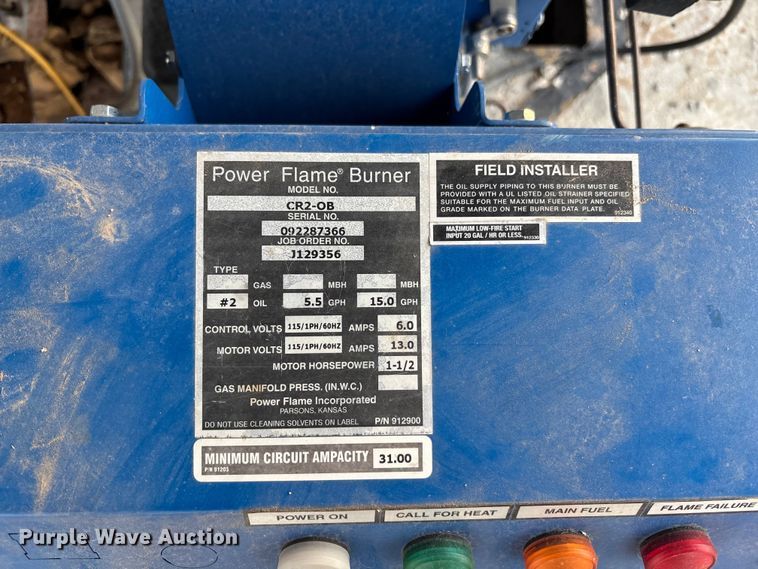 Power Flame® Burner
MODEL NO.
CR2-OB
SERIAL NO.
092287366
JOB ORDER NO.
J129356
TYPE
GAS MBH MBH
#2 OIL 5.5 GPH 15.0 GPH
CONTROL VOLTS 115/1PH/60HZ AMPS 6.0
MOTOR VOLTS 115/1PH/60HZ AMPS 13.0
MOTOR HORSEPOWER 1-1/2
GAS MANIFOLD PRESS. (IN.W.C.)
Power Flame Incorporated
PARSONS, KANSAS
DO NOT USE CLEANING SOLVENTS ON LABEL P/N 912900
MINIMUM CIRCUIT AMPACITY 31.00
P/N 91203
FIELD INSTALLER
THE OIL SUPPLY PIPING TO THIS BURNER MUST BE
PROVIDED WITH A UL LISTED OIL STRAINER SPECIFIED
SUITABLE FOR THE MAXIMUM FUEL INPUT AND OIL
GRADE MARKED ON THE BURNER DATA PLATE.
912340
MAXIMUM LOW-FIRE START
INPUT 20 GAL / HR OR LESS.
POWER ON
CALL FOR HEAT
MAIN FUEL
FLAME FAILURE
Purple Wave Auction